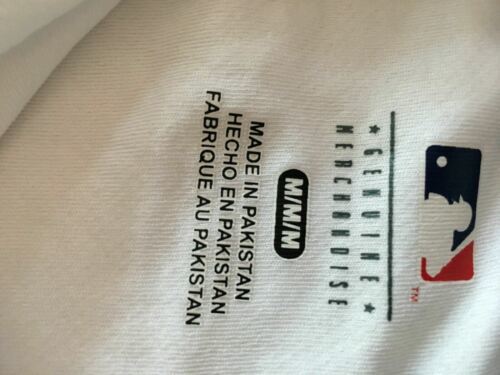 ™
★ GENUINE ★
MERCHANDISE
M/M/M
MADE IN PAKISTAN
HECHO EN PAKISTAN
FABRIQUE AU PAKISTAN